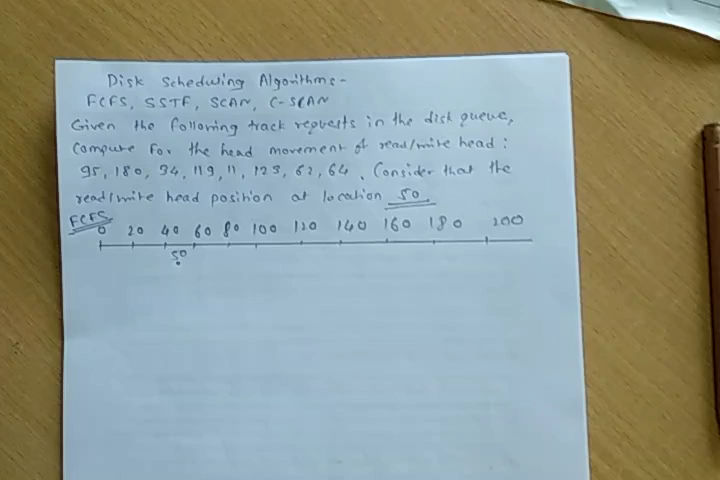 Disk Scheduling Algorithms-
FCFS, SSTF, SCAN, C-SCAN
Given the following track requests in the disk queue,
Compute for the head movement of read/write head:
95, 180, 34, 119, 11, 123, 62, 64. Consider that the
read/write head position at location 50
FCFS
0 20 40 60 80 100 120 140 160 180 200
50